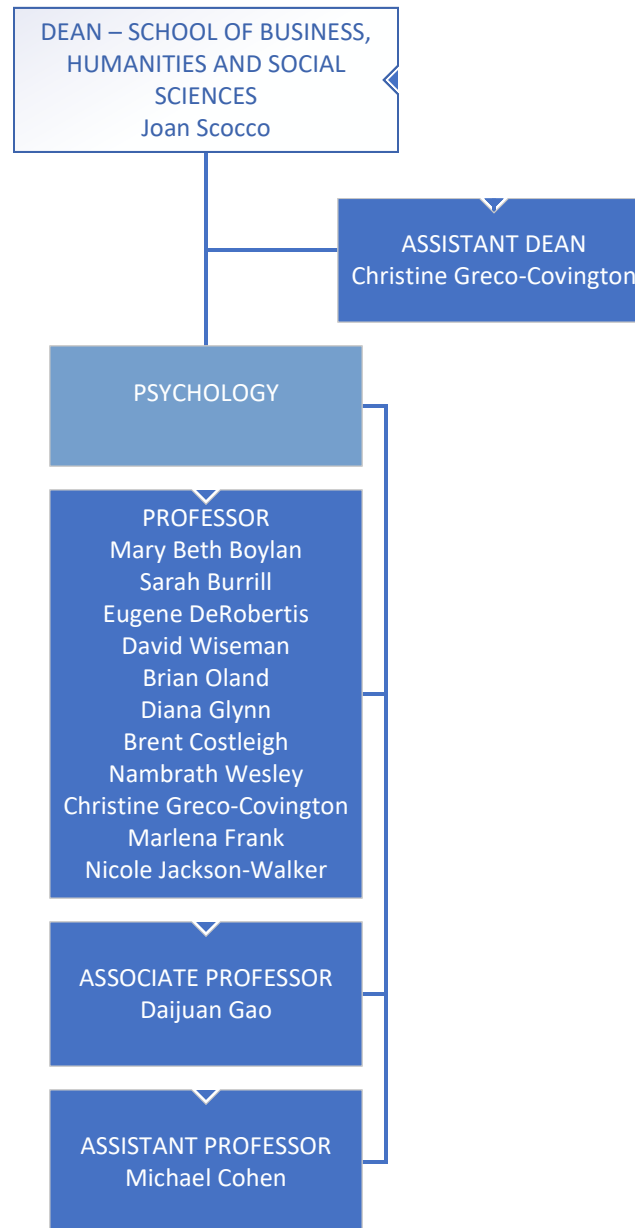 DEAN – SCHOOL OF BUSINESS,
HUMANITIES AND SOCIAL
SCIENCES
Joan Scocco
ASSISTANT DEAN
Christine Greco-Covington
PSYCHOLOGY
PROFESSOR
Mary Beth Boylan
Sarah Burrill
Eugene DeRobertis
David Wiseman
Brian Oland
Diana Glynn
Brent Costleigh
Nambrath Wesley
Christine Greco-Covington
Marlena Frank
Nicole Jackson-Walker
ASSOCIATE PROFESSOR
Daijuan Gao
ASSISTANT PROFESSOR
Michael Cohen